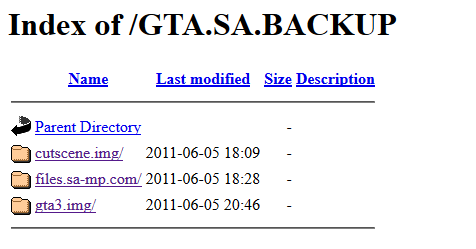 Index of /GTA.SA.BACKUP
Name Last modified Size Description
Parent Directory -
cutscene.img/ 2011-06-05 18:09 -
files.sa-mp.com/ 2011-06-05 18:28 -
gta3.img/ 2011-06-05 20:46 -